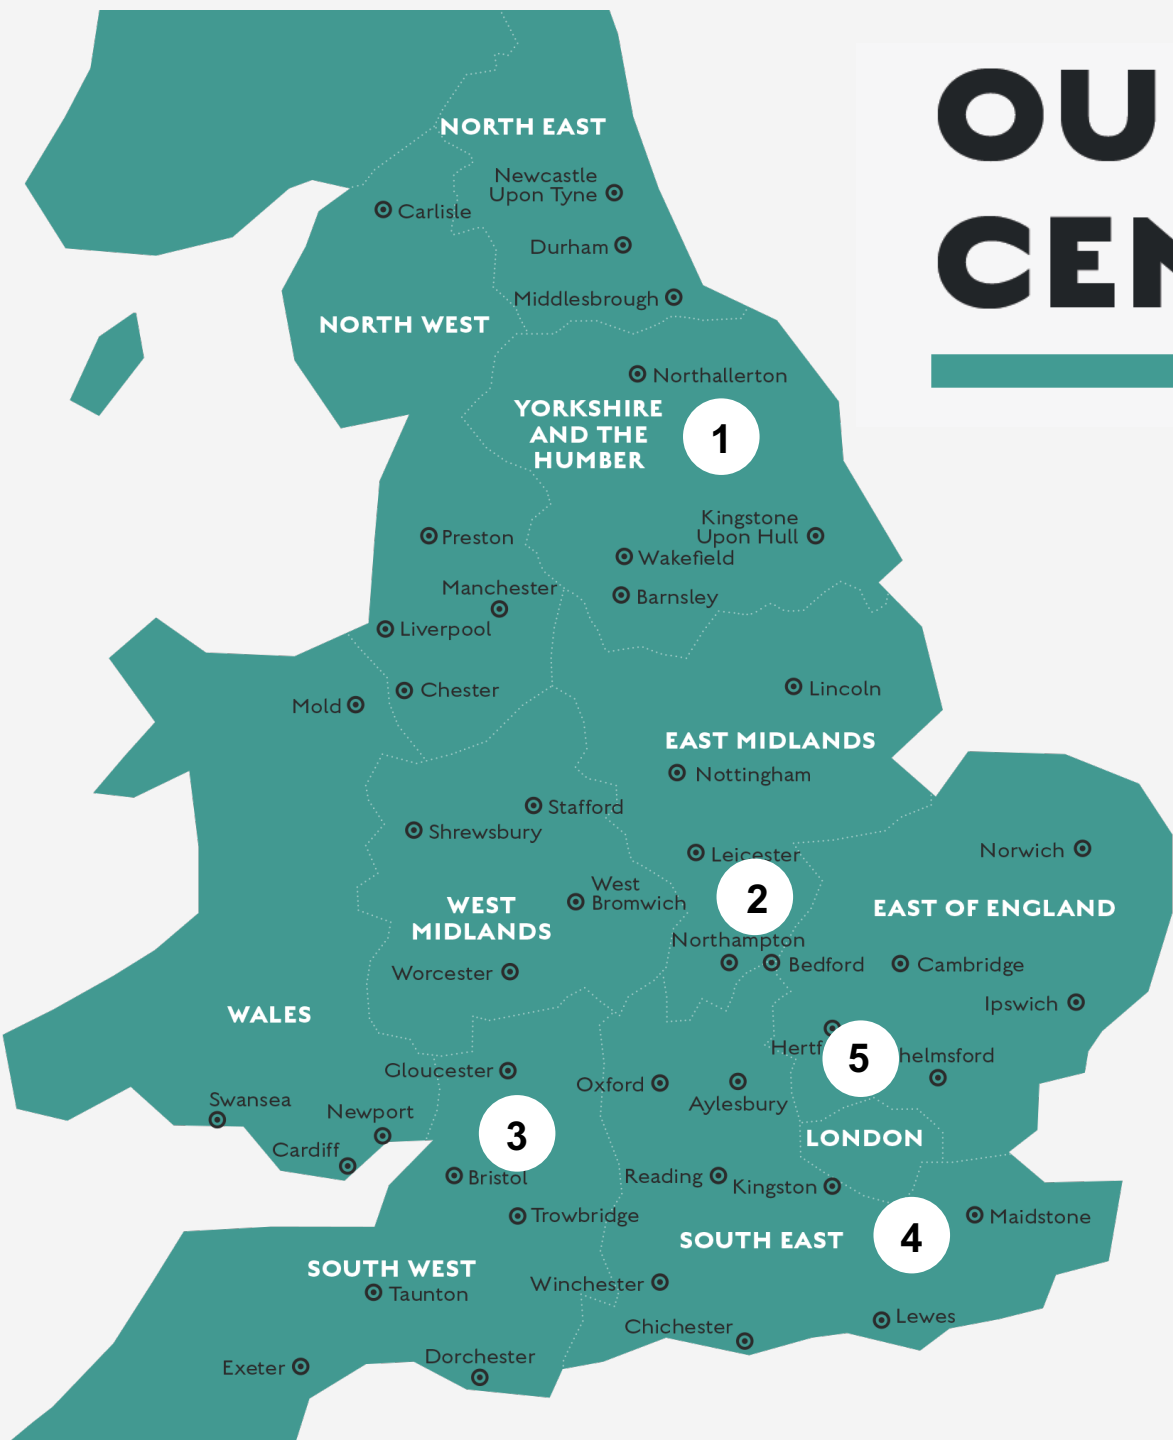 OU
CEN
NORTH EAST
Newcastle
Upon Tyne
Carlisle
Durham
Middlesbrough
NORTH WEST
Northallerton
YORKSHIRE
AND THE
HUMBER
1
Kingstone
Upon Hull
Preston
Wakefield
Manchester
Barnsley
Liverpool
Chester
Lincoln
Mold
EAST MIDLANDS
Nottingham
Stafford
Shrewsbury
Leicester
Norwich
West
Bromwich
2
WEST
MIDLANDS
EAST OF ENGLAND
Northampton
Bedford
Cambridge
Worcester
Ipswich
WALES
Hertf
5
helmsford
Gloucester
Oxford
Aylesbury
Swansea
Newport
3
LONDON
Cardiff
Bristol
Reading
Kingston
Trowbridge
Maidstone
SOUTH EAST
4
SOUTH WEST
Taunton
Winchester
Lewes
Chichester
Dorchester
Exeter